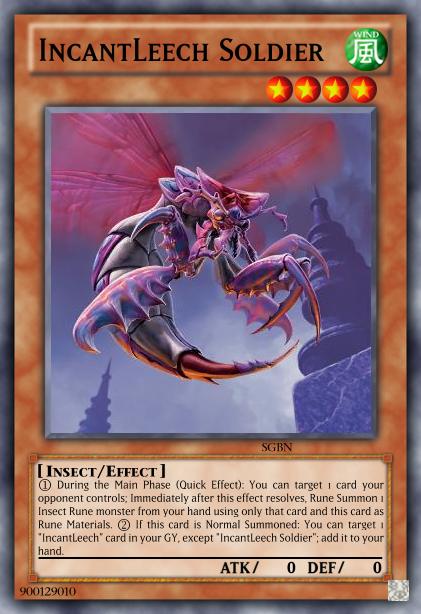 IncantLeech Soldier
WIND
風
SGBN
[ Insect/Effect ]
① During the Main Phase (Quick Effect): You can target 1 card your
opponent controls; Immediately after this effect resolves, Rune Summon 1
Insect Rune monster from your hand using only that card and this card as
Rune Materials. ② If this card is Normal Summoned: You can target 1
"IncantLeech" card in your GY, except "IncantLeech Soldier"; add it to your
hand.
ATK/ 0 DEF/ 0
900129010